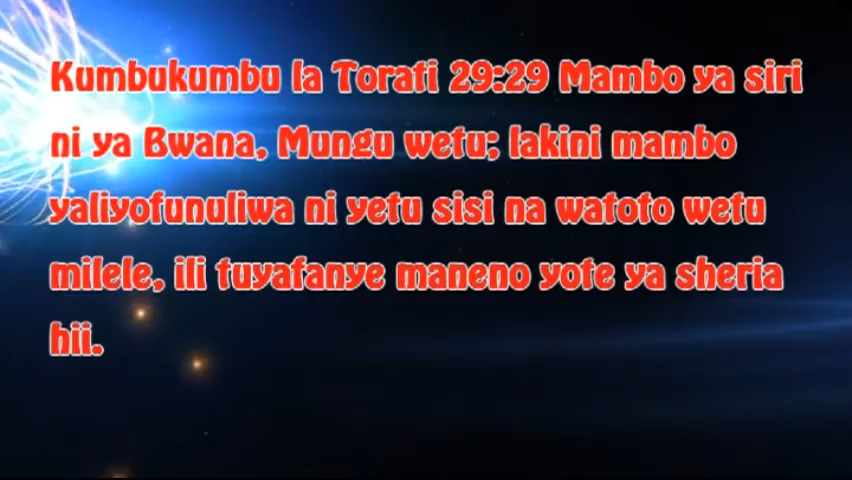 Kumbukumbu la Torati 29:29 Mambo ya siri
ni ya Bwana, Mungu wetu; lakini mambo
yaliyofunuliwa ni yetu sisi na watoto wetu
milele, ili tuyafanye maneno yote ya sheria
hii.